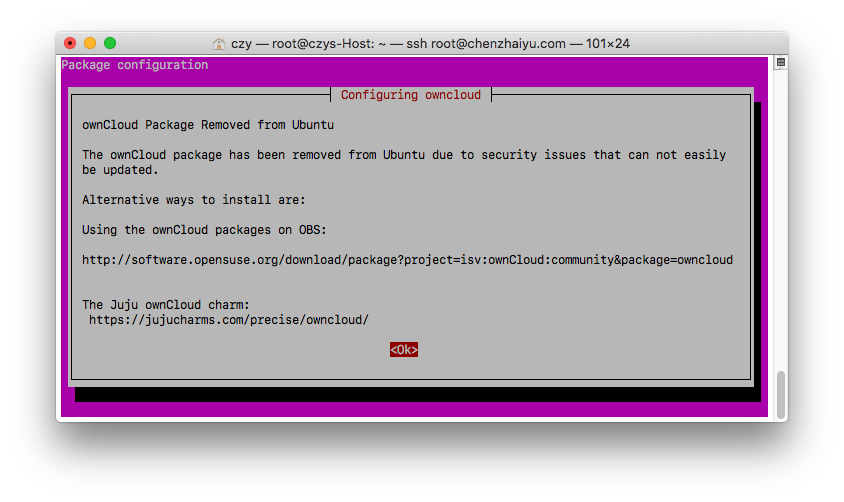 czy — root@czys-Host: ~ — ssh root@chenzhaiyu.com — 101×24
Package configuration
Configuring owncloud
ownCloud Package Removed from Ubuntu
The ownCloud package has been removed from Ubuntu due to security issues that can not easily
be updated.
Alternative ways to install are:
Using the ownCloud packages on OBS:
http://software.opensuse.org/download/package?project=isv:ownCloud:community&package=owncloud
The Juju ownCloud charm:
https://jujucharms.com/precise/owncloud/
<Ok>